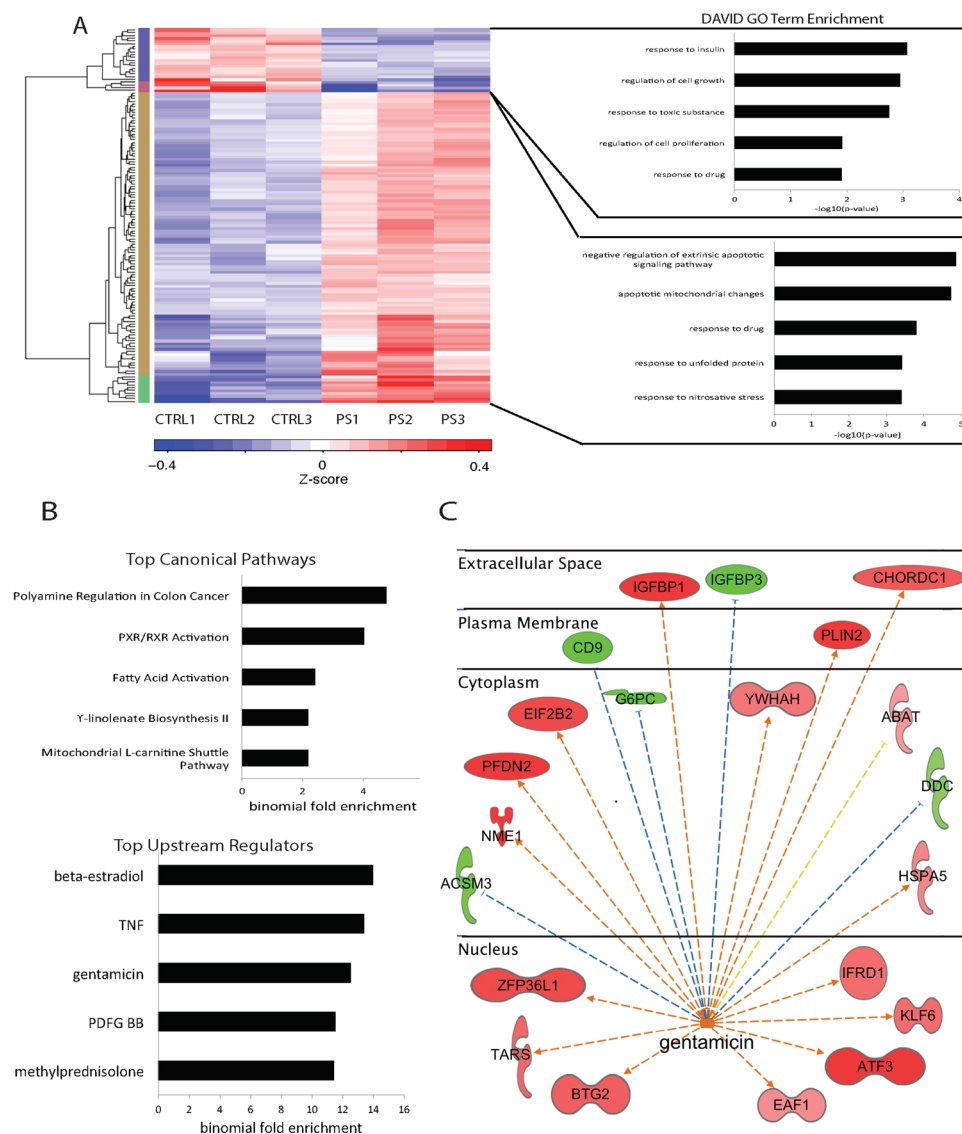 A
DAVID GO Term Enrichment
response to insulin
regulation of cell growth
response to toxic substance
regulation of cell proliferation
response to drug
0 1 2 3 4
-log10(p-value)
negative regulation of extrinsic apoptotic
signaling pathway
apoptotic mitochondrial changes
response to drug
response to unfolded protein
response to nitrosative stress
0 1 2 3 4 5
-log10(p-value)
CTRL1 CTRL2 CTRL3 PS1 PS2 PS3
−0.4 0 0.4
Z-score
B
Top Canonical Pathways
Polyamine Regulation in Colon Cancer
PXR/RXR Activation
Fatty Acid Activation
Y-linolenate Biosynthesis II
Mitochondrial L-carnitine Shuttle
Pathway
0 2 4
binomial fold enrichment
Top Upstream Regulators
beta-estradiol
TNF
gentamicin
PDFG BB
methylprednisolone
0 2 4 6 8 10 12 14 16
binomial fold enrichment
C
Extracellular Space
IGFBP1
IGFBP3
CHORDC1
Plasma Membrane
CD9
PLIN2
Cytoplasm
G6PC
YWHAH
EIF2B2
ABAT
PFDN2
DDC
NME1
ACSM3
HSPA5
Nucleus
ZFP36L1
IFRD1
KLF6
gentamicin
TARS
ATF3
BTG2
EAF1